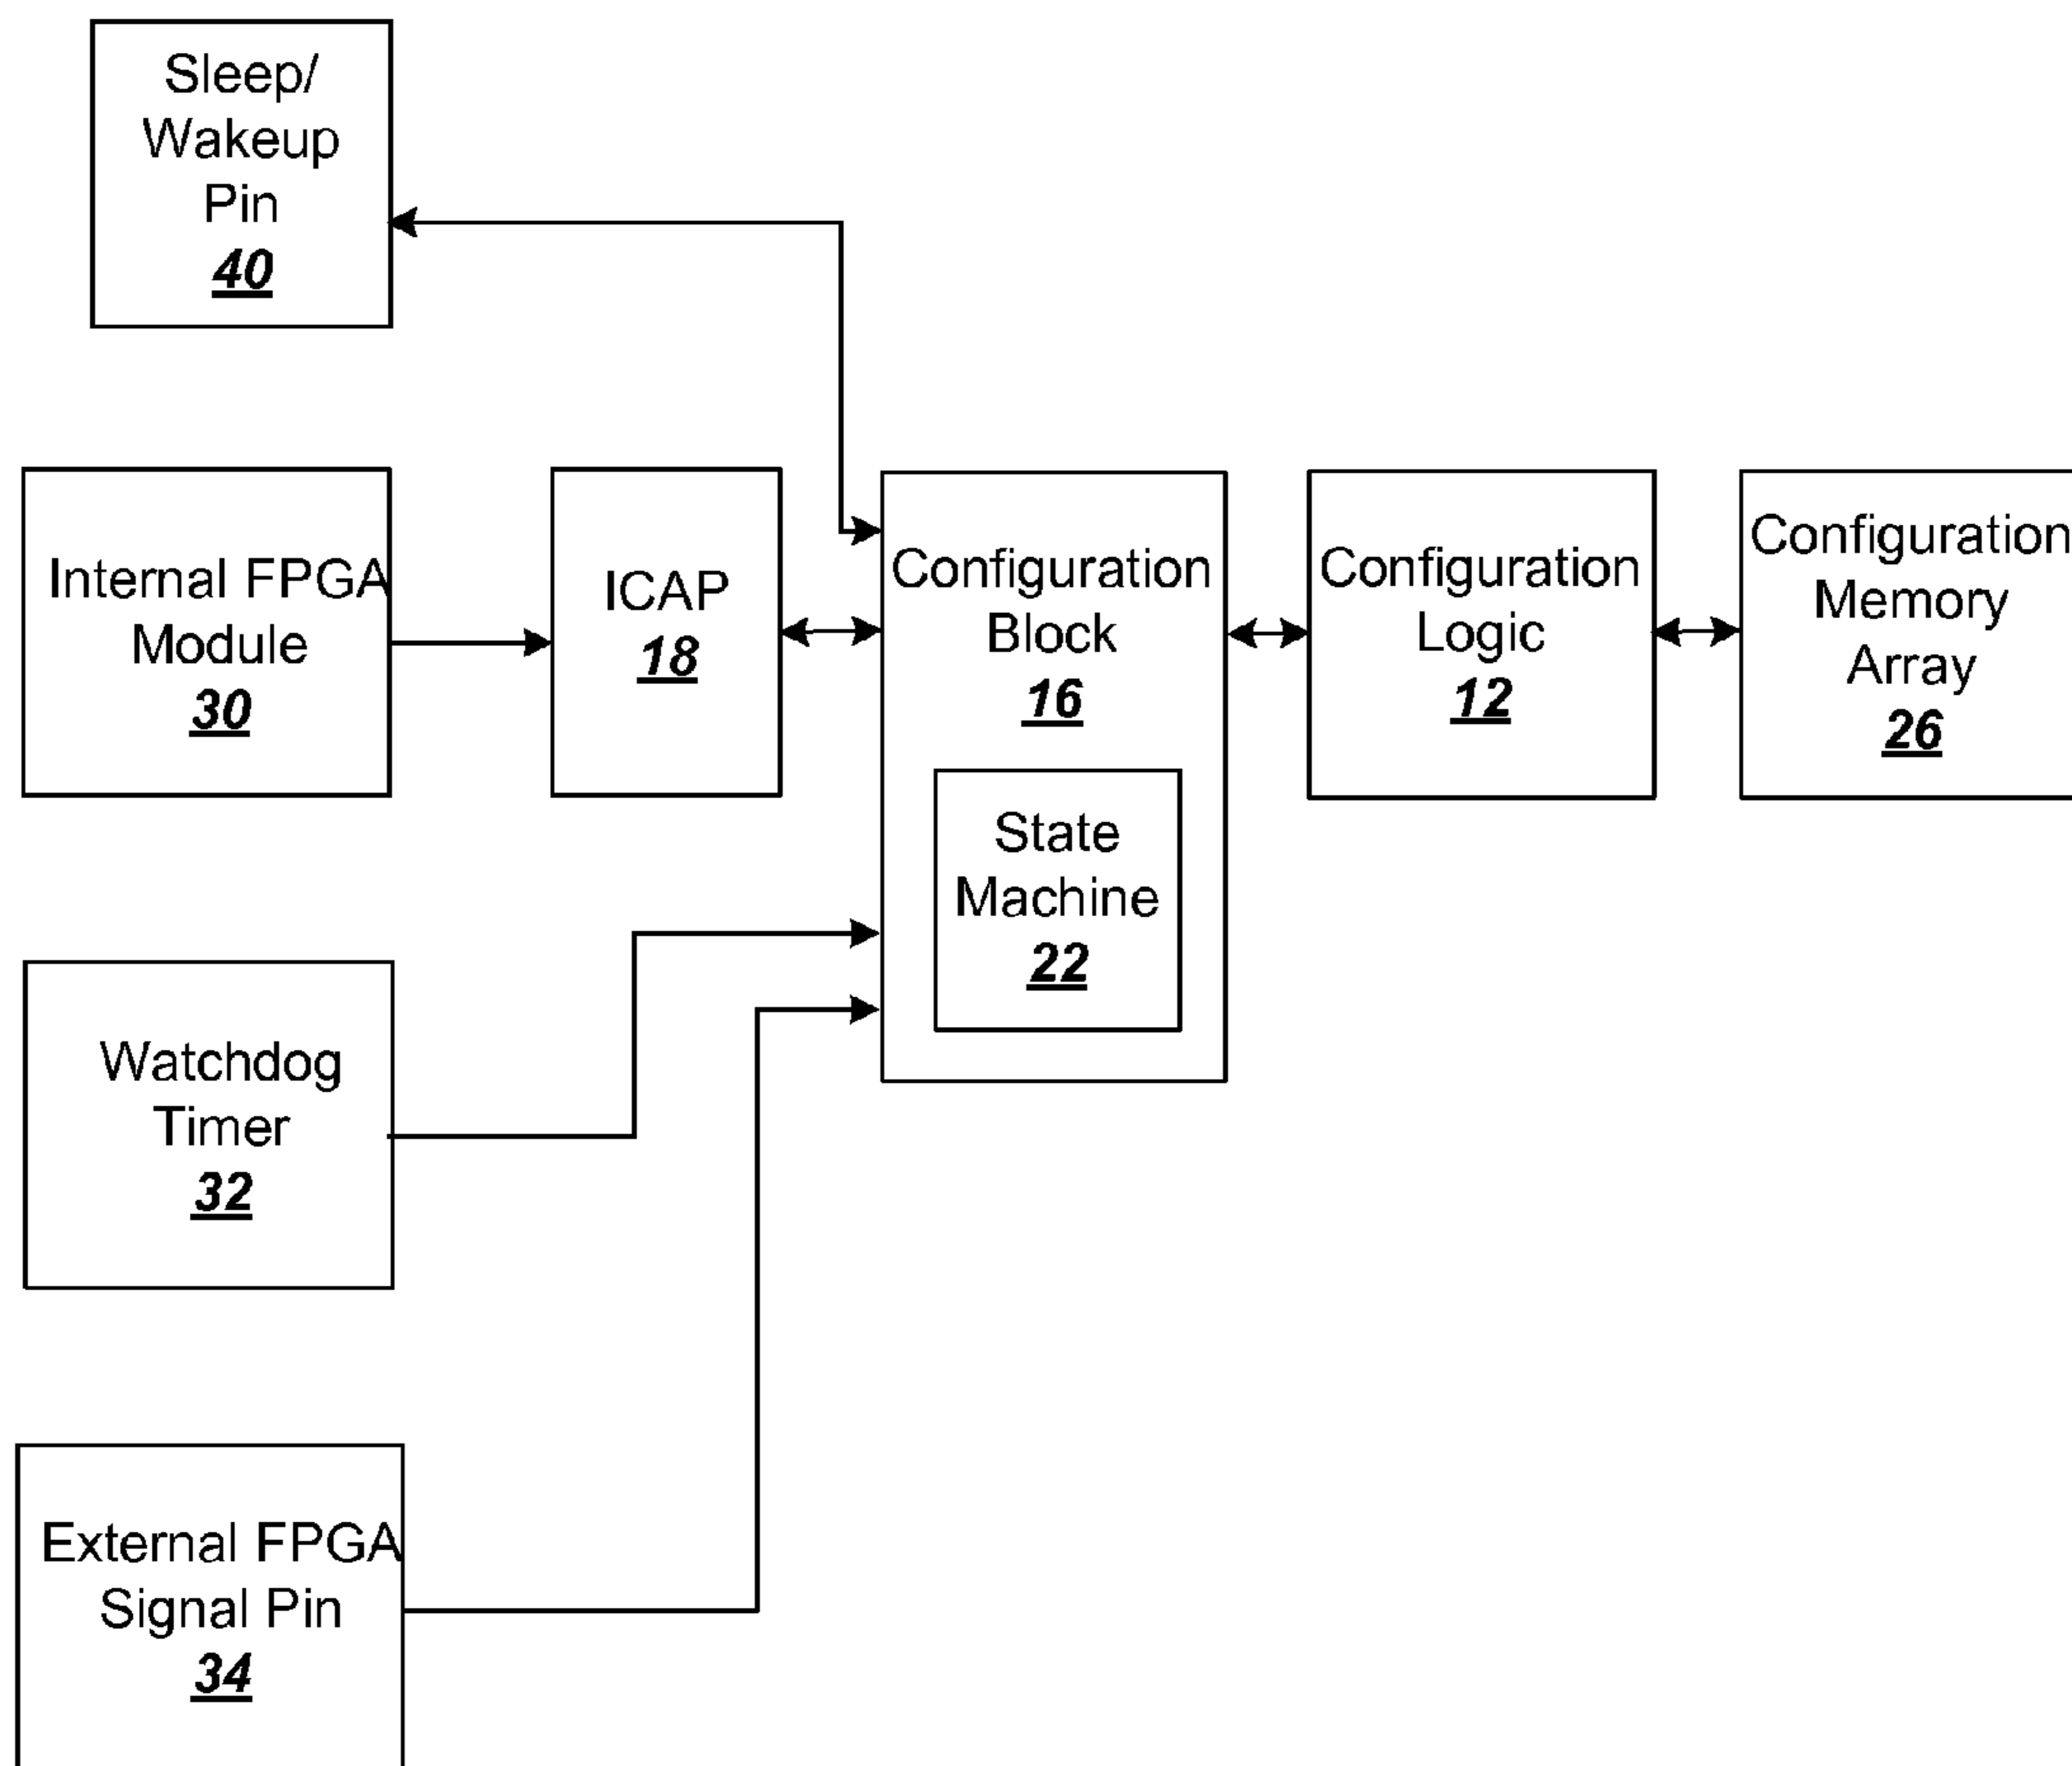 Sleep/
Wakeup
Pin
40
Internal FPGA
Module
30
ICAP
18
Configuration
Block
16
State
Machine
22
Configuration
Logic
12
Configuration
Memory
Array
26
Watchdog
Timer
32
External FPGA
Signal Pin
34